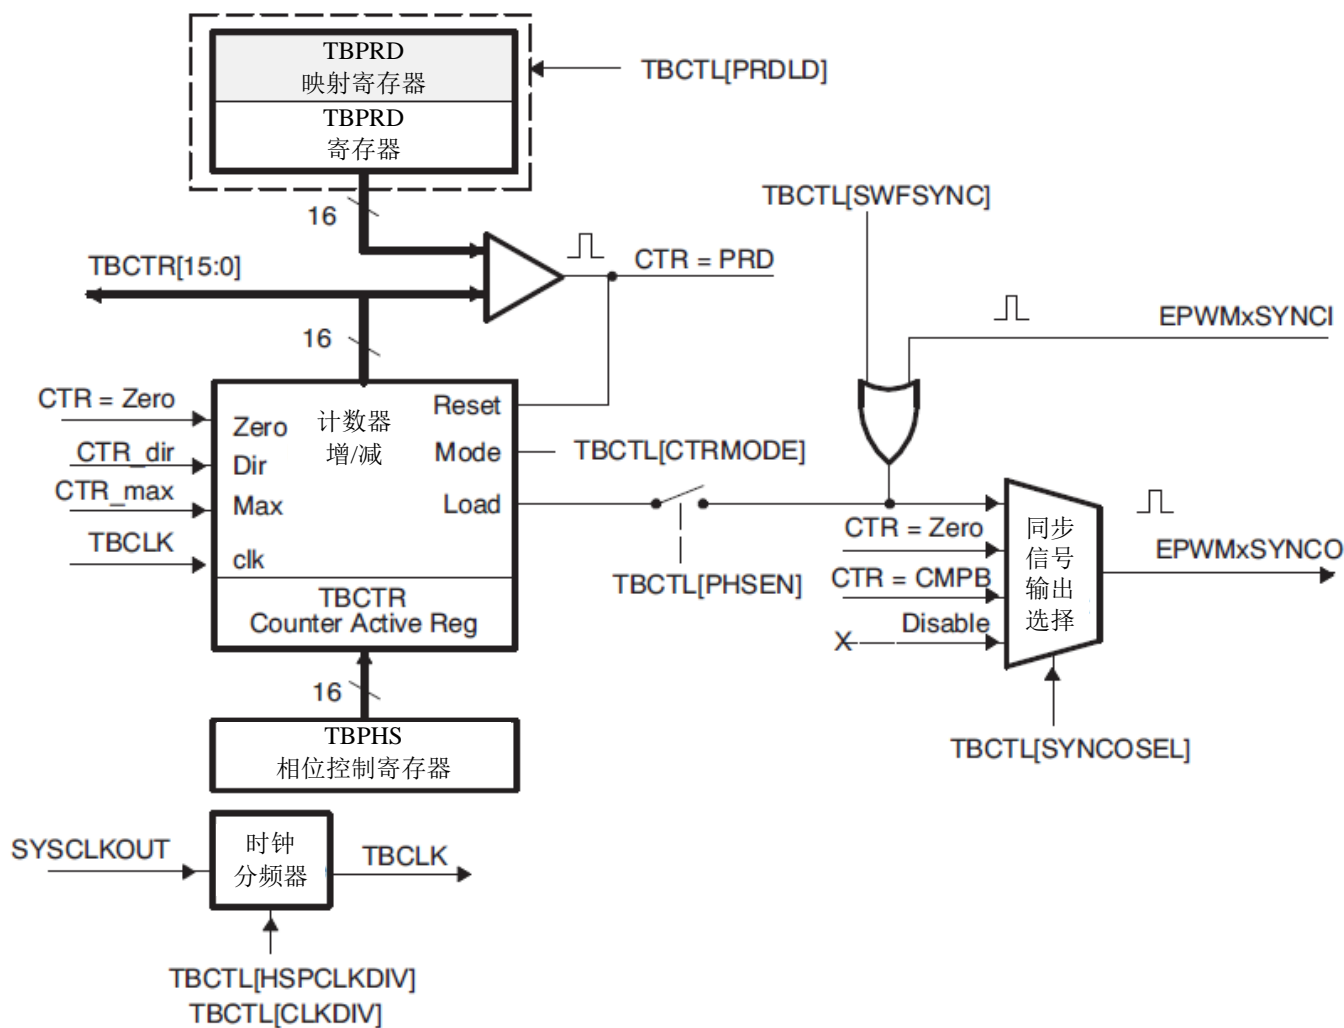 TBPRD
映射寄存器
TBCTL[PRDLD]
TBPRD
寄存器
16
TBCTL[SWFSYNC]
TBCTR[15:0]
CTR = PRD
16
EPWMxSYNCI
CTR = Zero
Zero
计数器
增/减
Reset
CTR_dir
Dir
Mode
TBCTL[CTRMODE]
CTR_max
Max
Load
TBCLK
clk
CTR = Zero
CTR = CMPB
Disable
X
同步
信号
输出
选择
EPWMxSYNCO
TBCTL[PHSEN]
TBCTR
Counter Active Reg
16
TBPHS
相位控制寄存器
TBCTL[SYNCOSEL]
SYSCLKOUT
时钟
分频器
TBCLK
TBCTL[HSPCLKDIV]
TBCTL[CLKDIV]